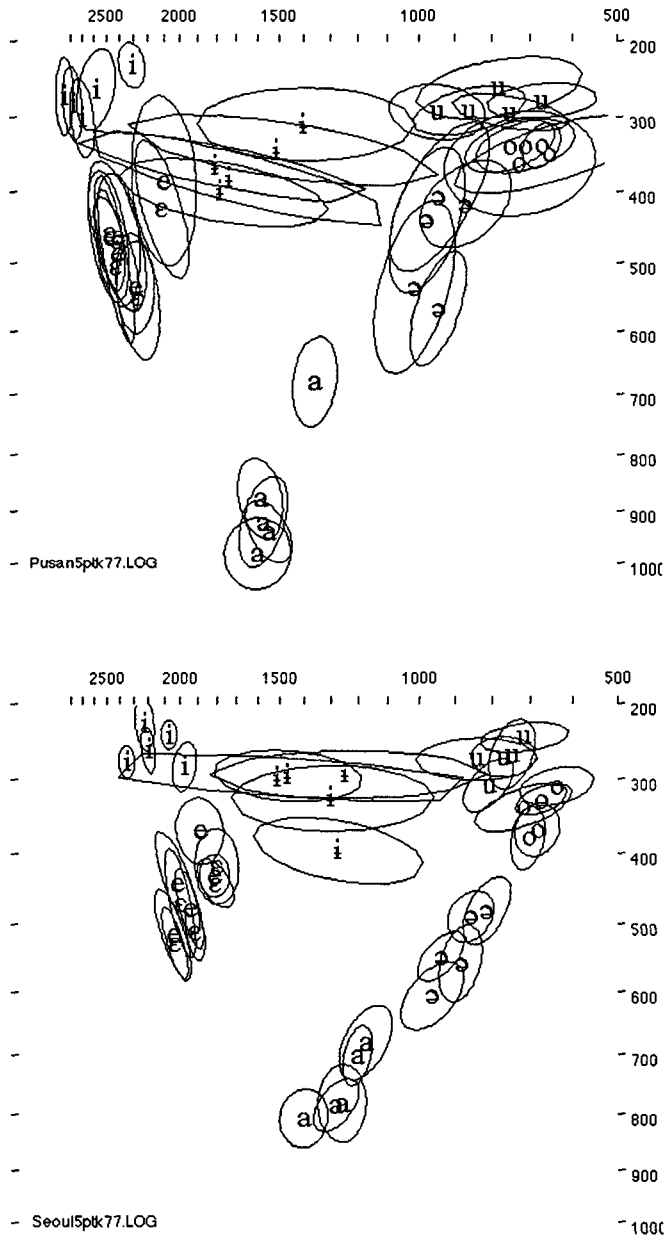 2500 2000 1500 1000 500
200
i
i i i i
u u u u u
300
ɨ ɨ
o o o o o
ɨ ɨ ɨ
e e
400
ə ə ə
e e e e
500
ə ə
600
a
700
800
a
900
a a
a
Pusan5ptk77.LOG
1000
2500 2000 1500 1000 500
200
i i i i i
u u u u u
300
ɨ ɨ ɨ ɨ
o o o o o
e
400
ɨ
e e e
500
ə ə
e e
ə ə
600
ə
a a
700
a a a
800
900
Seoul5ptk77.LOG
1000